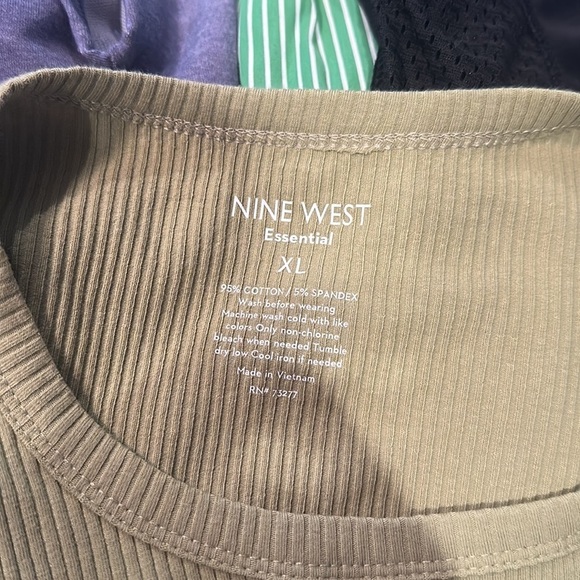 NINE WEST
Essential
XL
95% COTTON / 5% SPANDEX
Wash before wearing
Machine wash cold with like
colors Only non-chlorine
bleach when needed Tumble
dry low Cool iron if needed
Made in Vietnam
RN# 73277